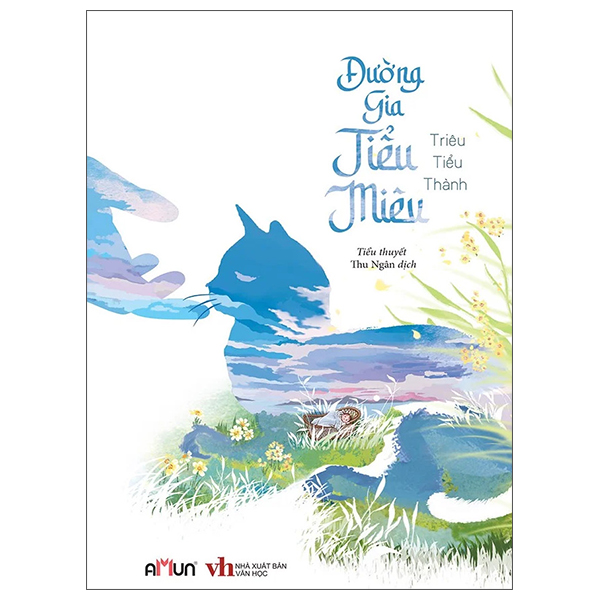 Đường
Gia
Tiểu
Miêu
Triêu
Tiểu
Thành
Tiểu thuyết
Thu Ngân dịch
AMUN
vh NHÀ XUẤT BẢN
VĂN HỌC